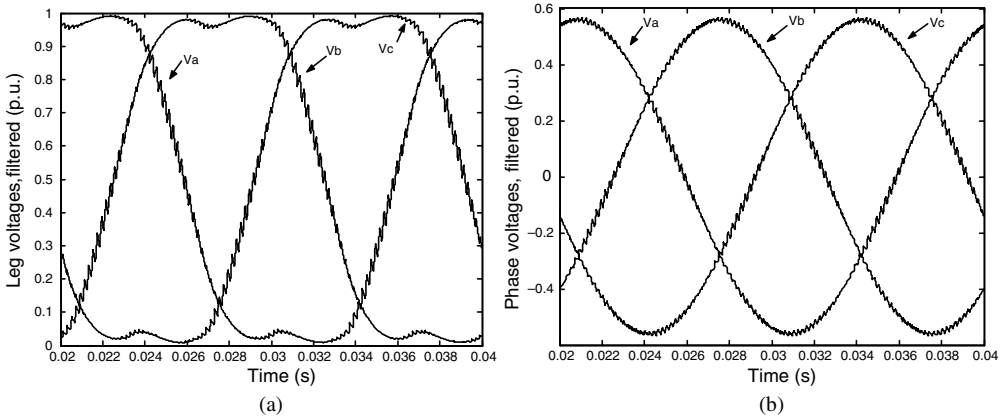 1
0.9
0.8
0.7
0.6
0.5
0.4
0.3
0.2
0.1
0
Leg voltages,filtered (p.u.)
Va
Vb
Vc
0.02 0.022 0.024 0.026 0.028 0.03 0.032 0.034 0.036 0.038 0.04
Time (s)
(a)
0.6
0.4
0.2
0
−0.2
−0.4
Phase voltages, filtered (p.u.)
Va
Vb
Vc
0.02 0.022 0.024 0.026 0.028 0.03 0.032 0.034 0.036 0.038 0.04
Time (s)
(b)